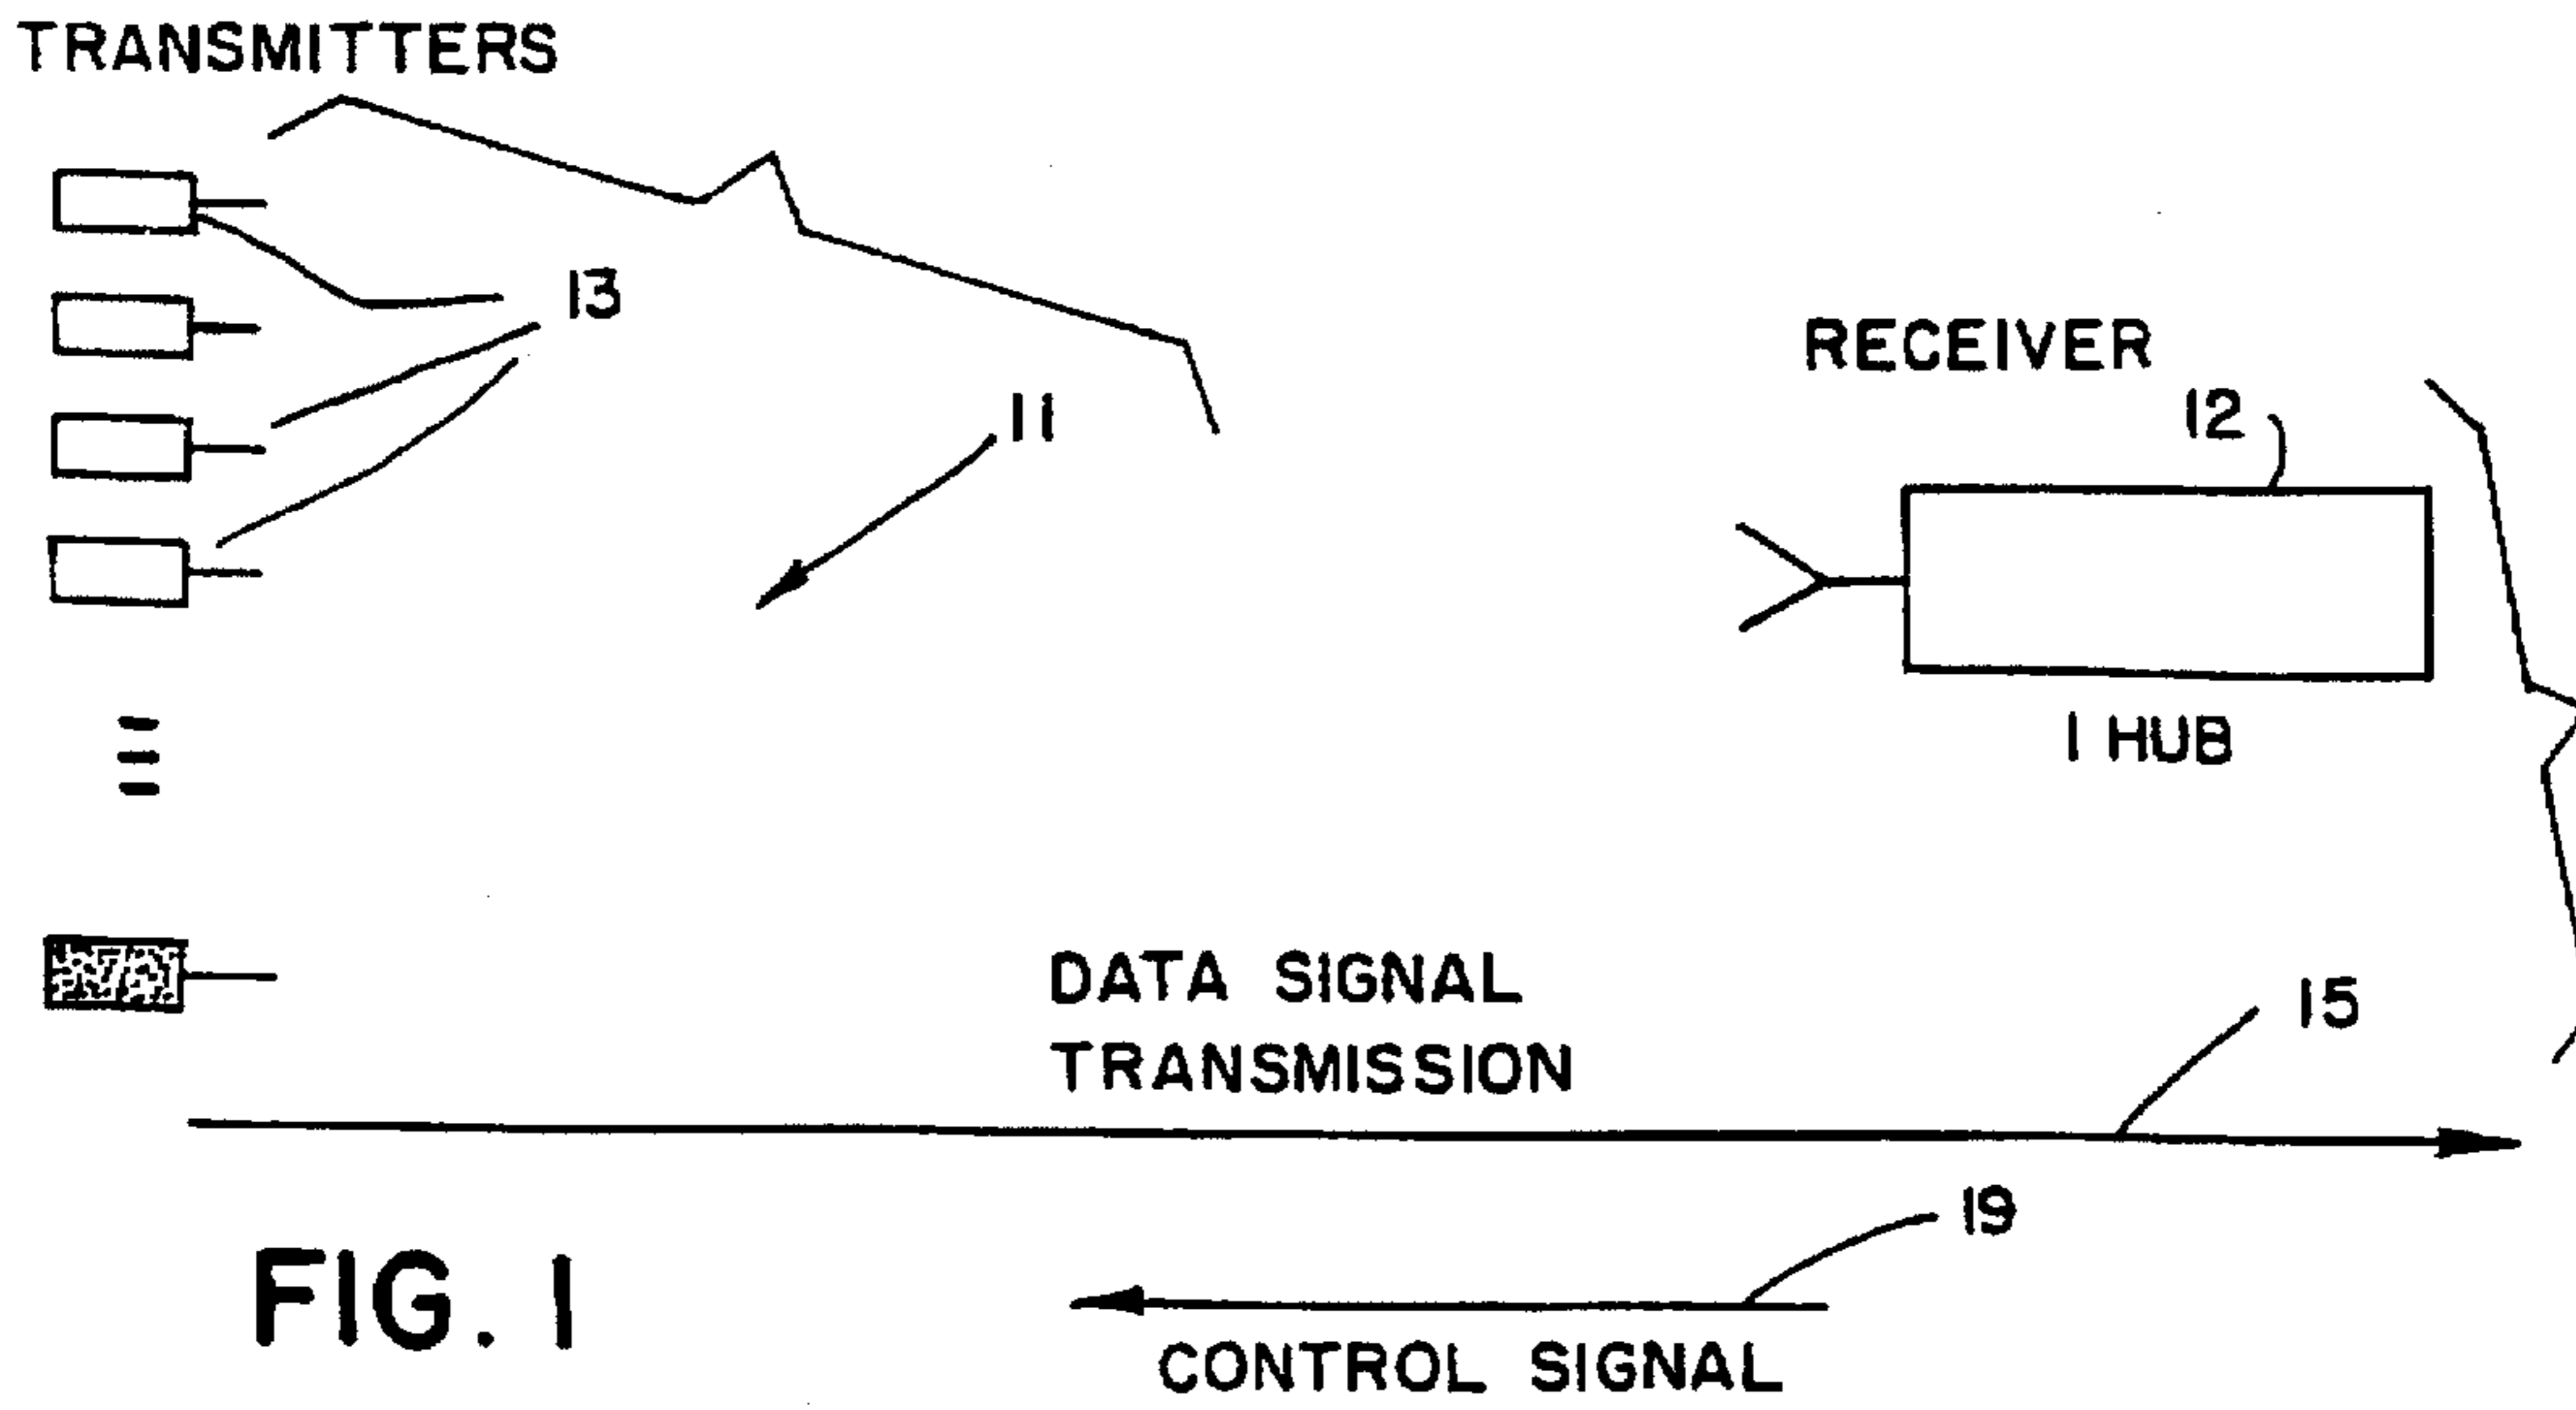 TRANSMITTERS
13
11
RECEIVER
12
1 HUB
DATA SIGNAL
TRANSMISSION
15
19
FIG. 1
CONTROL SIGNAL